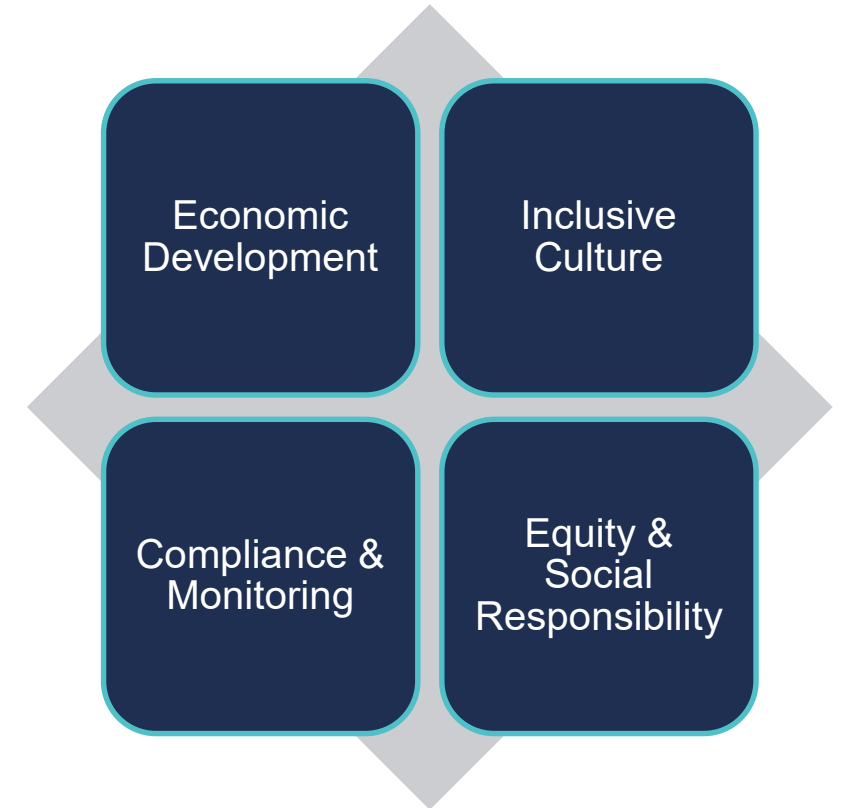 Economic
Development
Inclusive
Culture
Compliance &
Monitoring
Equity &
Social
Responsibility